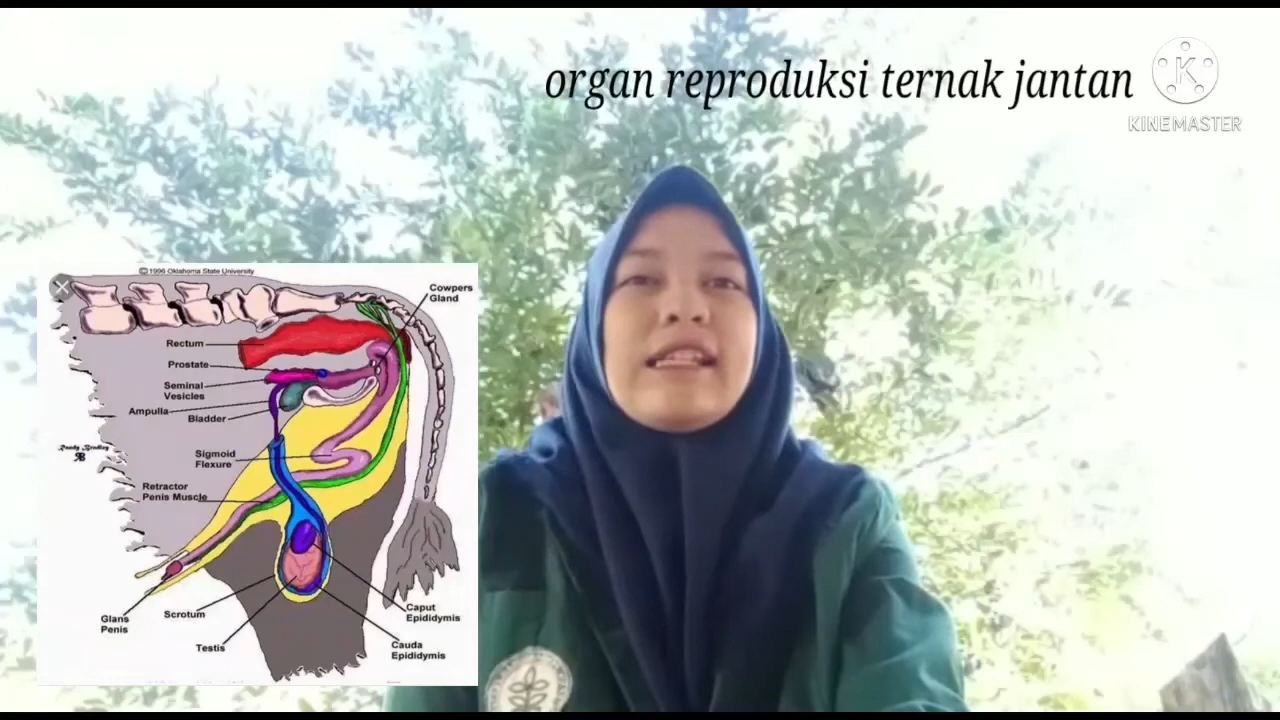 organ reproduksi ternak jantan
K
KINEMASTER
© 1996 Oklahoma State University
Cowpers
Gland
Rectum
Prostate
Seminal
Vesicles
Ampulla
Bladder
Sigmoid
Flexure
Retractor
Penis Muscle
Glans
Penis
Scrotum
Testis
Caput
Epididymis
Cauda
Epididymis